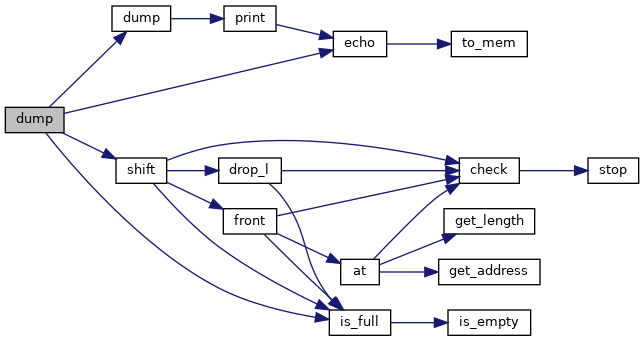 dump
print
echo
to_mem
dump
shift
drop_l
check
stop
front
get_length
at
get_address
is_full
is_empty